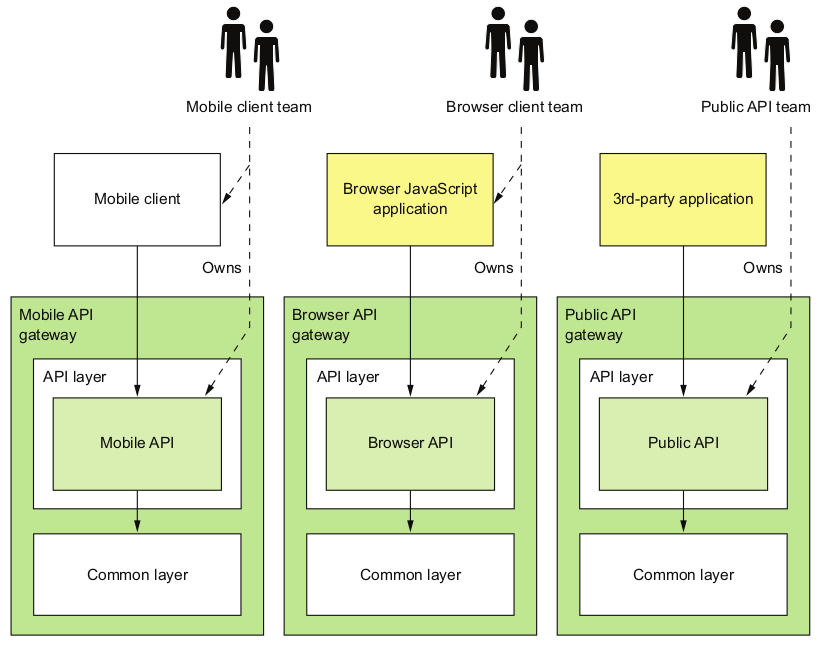 Mobile client team
Browser client team
Public API team
Mobile client
Browser JavaScript
application
3rd-party application
Owns
Owns
Owns
Mobile API
gateway
Browser API
gateway
Public API
gateway
API layer
API layer
API layer
Mobile API
Browser API
Public API
Common layer
Common layer
Common layer